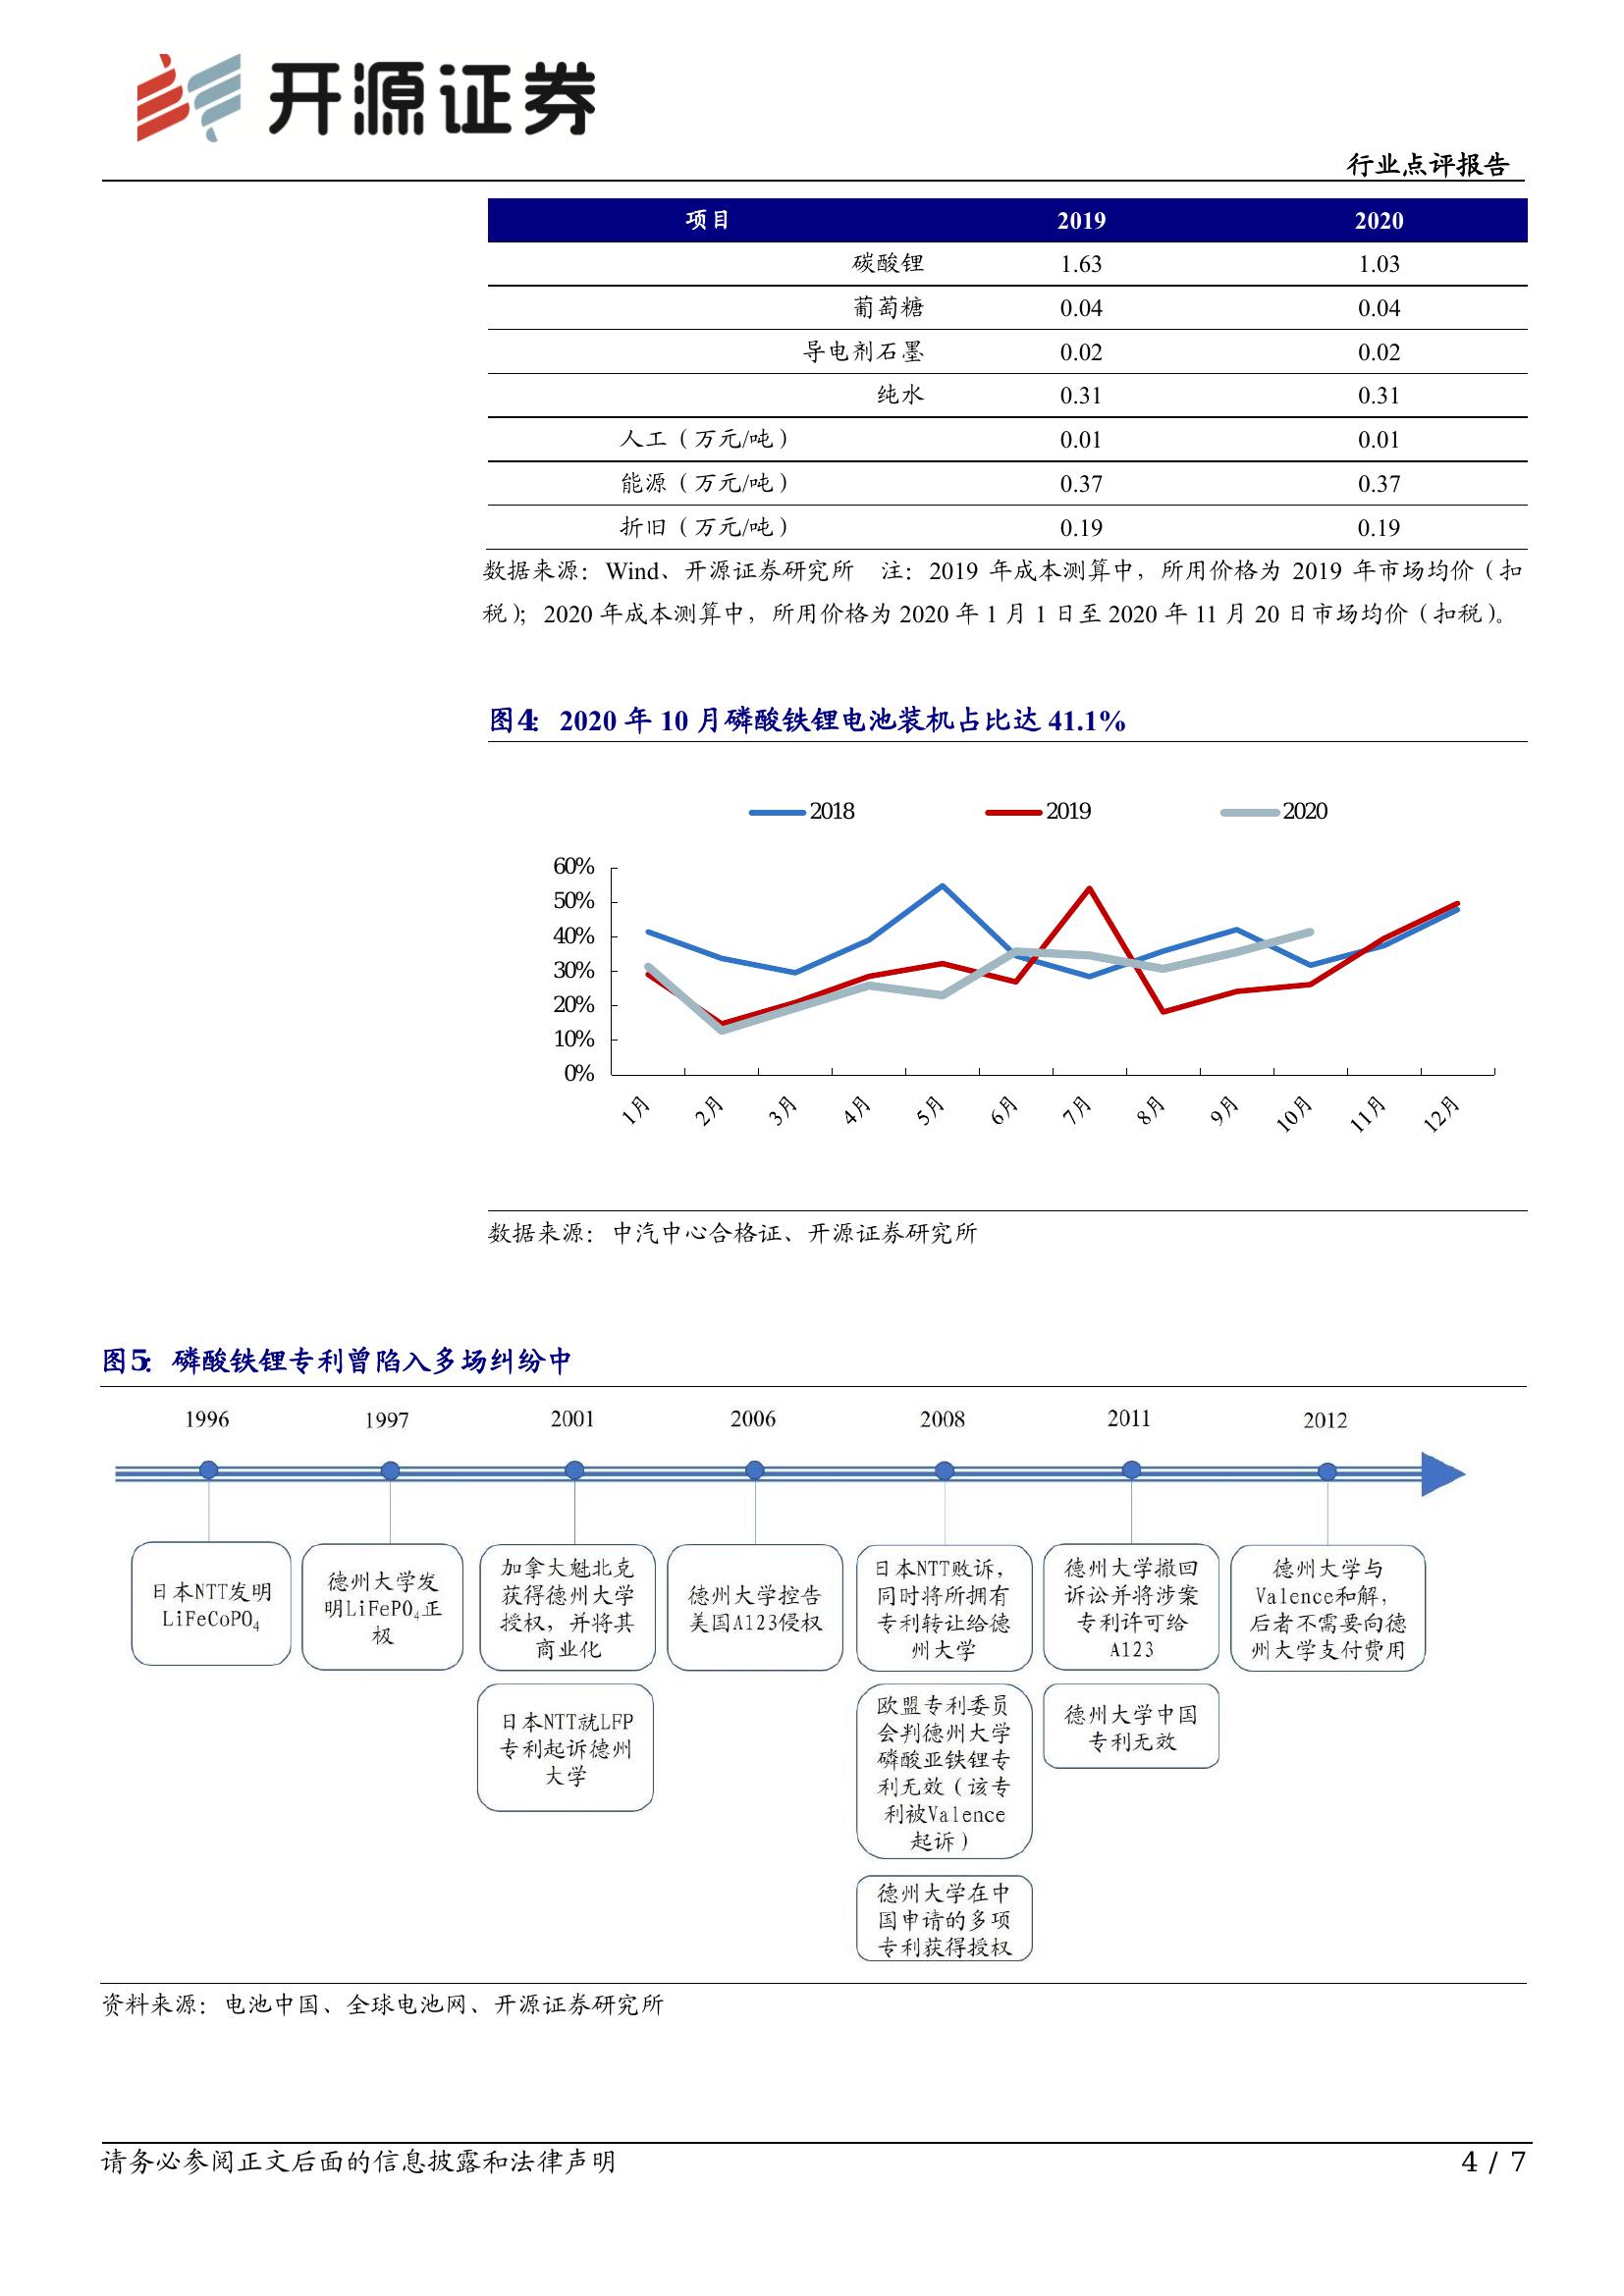 开源证券
行业点评报告
项目 2019 2020
碳酸锂 1.63 1.03
葡萄糖 0.04 0.04
导电剂石墨 0.02 0.02
纯水 0.31 0.31
人工（万元/吨） 0.01 0.01
能源（万元/吨） 0.37 0.37
折旧（万元/吨） 0.19 0.19
数据来源：Wind、开源证券研究所 注：2019 年成本测算中，所用价格为 2019 年市场均价（扣
税）；2020 年成本测算中，所用价格为 2020 年 1 月 1 日至 2020 年 11 月 20 日市场均价（扣税）。
图4：2020 年 10 月磷酸铁锂电池装机占比达 41.1%
2018 2019 2020
60%
50%
40%
30%
20%
10%
0%
1月 2月 3月 4月 5月 6月 7月 8月 9月 10月 11月 12月
数据来源：中汽中心合格证、开源证券研究所
图5：磷酸铁锂专利曾陷入多场纠纷中
1996 1997 2001 2006 2008 2011 2012
日本NTT发明
LiFeCoPO₄
德州大学发
明LiFePO₄正
极
加拿大魁北克
获得德州大学
授权，并将其
商业化
日本NTT就LFP
专利起诉德州
大学
德州大学控告
美国A123侵权
日本NTT败诉，
同时将所拥有
专利转让给德
州大学
欧盟专利委员
会判德州大学
磷酸亚铁锂专
利无效（该专
利被Valence
起诉）
德州大学在中
国申请的多项
专利获得授权
德州大学撤回
诉讼并将涉案
专利许可给
A123
德州大学中国
专利无效
德州大学与
Valence和解，
后者不需要向德
州大学支付费用
资料来源：电池中国、全球电池网、开源证券研究所
请务必参阅正文后面的信息披露和法律声明 4 / 7